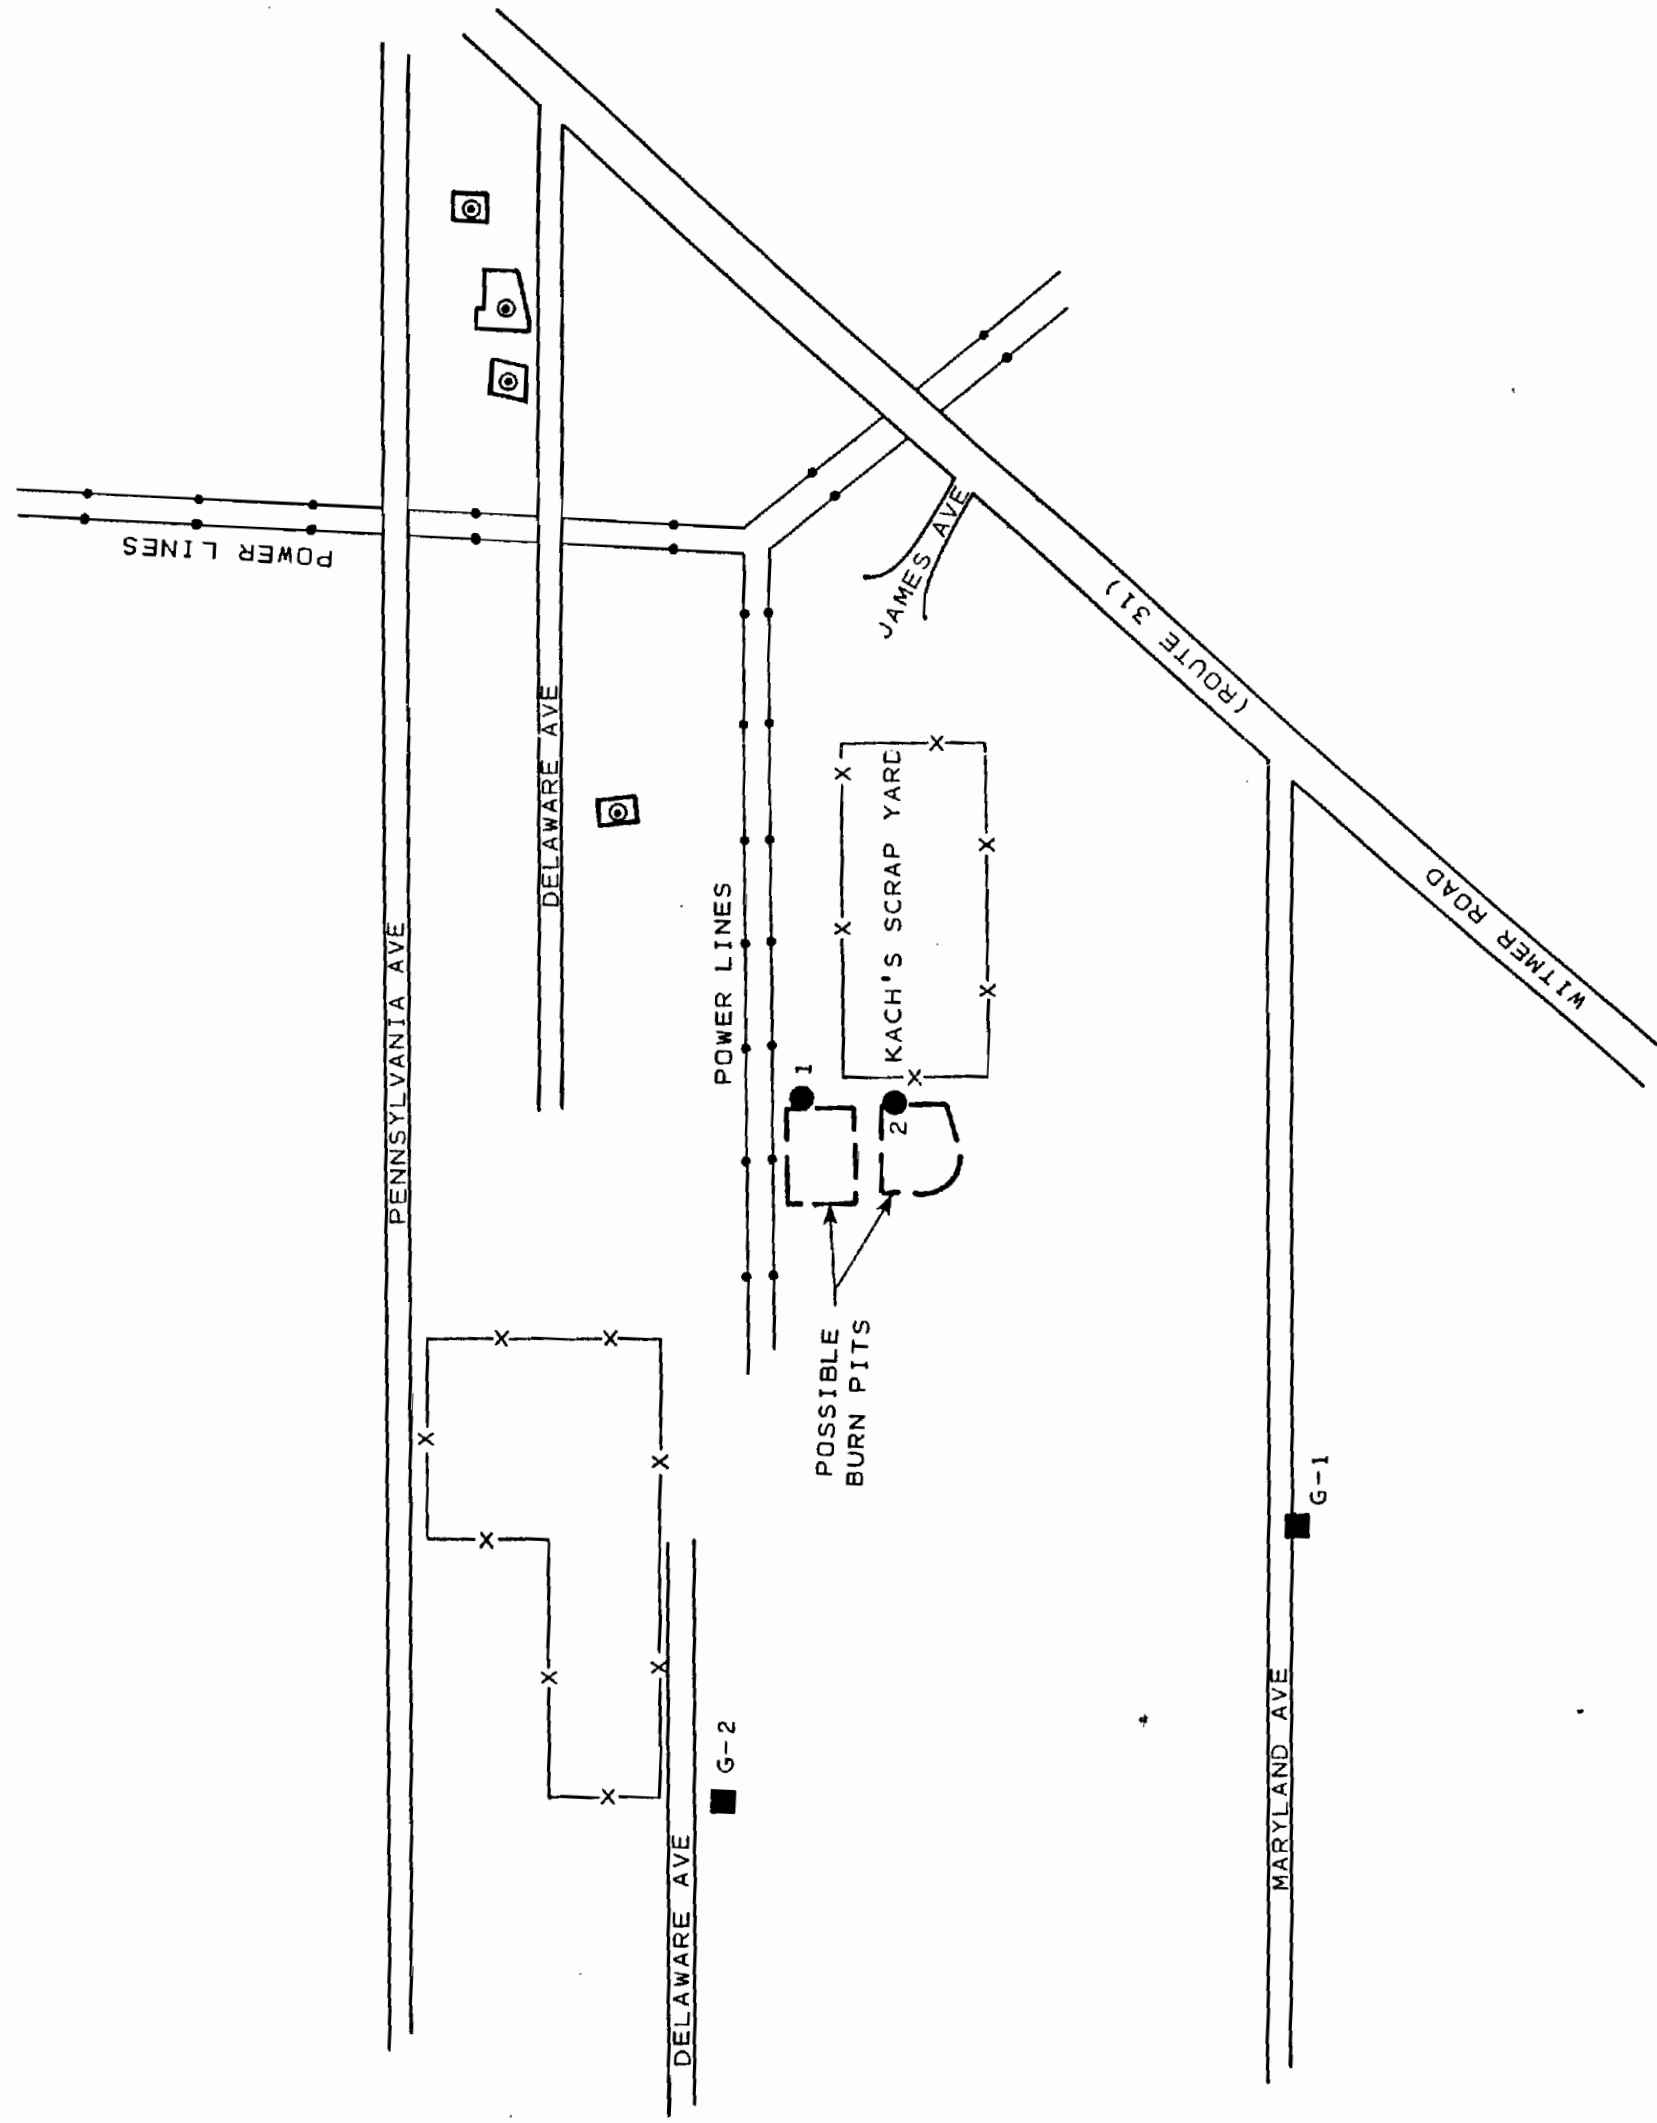 POWER LINES
PENNSYLVANIA AVE
DELAWARE AVE
POWER LINES
JAMES AVE
(ROUTE 31)
WITMER ROAD
KACH'S SCRAP YARD
1
2
POSSIBLE
BURN PITS
DELAWARE AVE
G-2
MARYLAND AVE
G-1